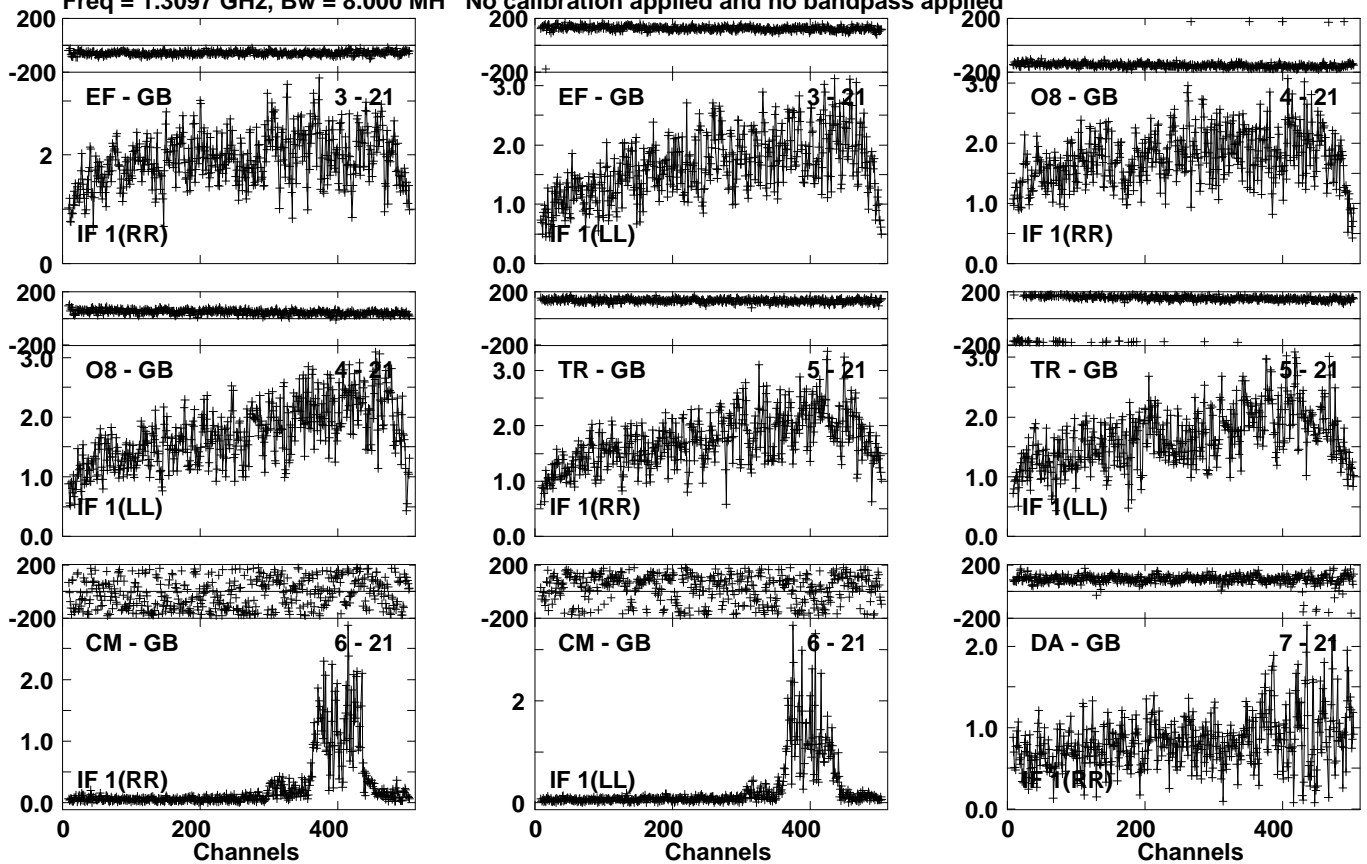 Freq = 1.3097 GHz, Bw = 8.000 MH No calibration applied and no bandpass applied
200
-200
EF - GB 3 - 21
2
0
IF 1(RR)
200
-200
3.0
EF - GB 3 - 21
2.0
1.0
0.0
IF 1(LL)
200
-200
3.0
O8 - GB 4 - 21
2.0
1.0
0.0
IF 1(RR)
200
-200
3.0
O8 - GB 4 - 21
2.0
1.0
0.0
IF 1(LL)
200
-200
3.0
TR - GB 5 - 21
2.0
1.0
0.0
IF 1(RR)
200
-200
3.0
TR - GB 5 - 21
2.0
1.0
0.0
IF 1(LL)
200
-200
CM - GB 6 - 21
2.0
1.0
0.0
IF 1(RR)
0 200 400
Channels
200
-200
CM - GB 6 - 21
2
0
IF 1(LL)
0 200 400
Channels
200
-200
DA - GB 7 - 21
2.0
1.0
0.0
IF 1(RR)
0 200 400
Channels